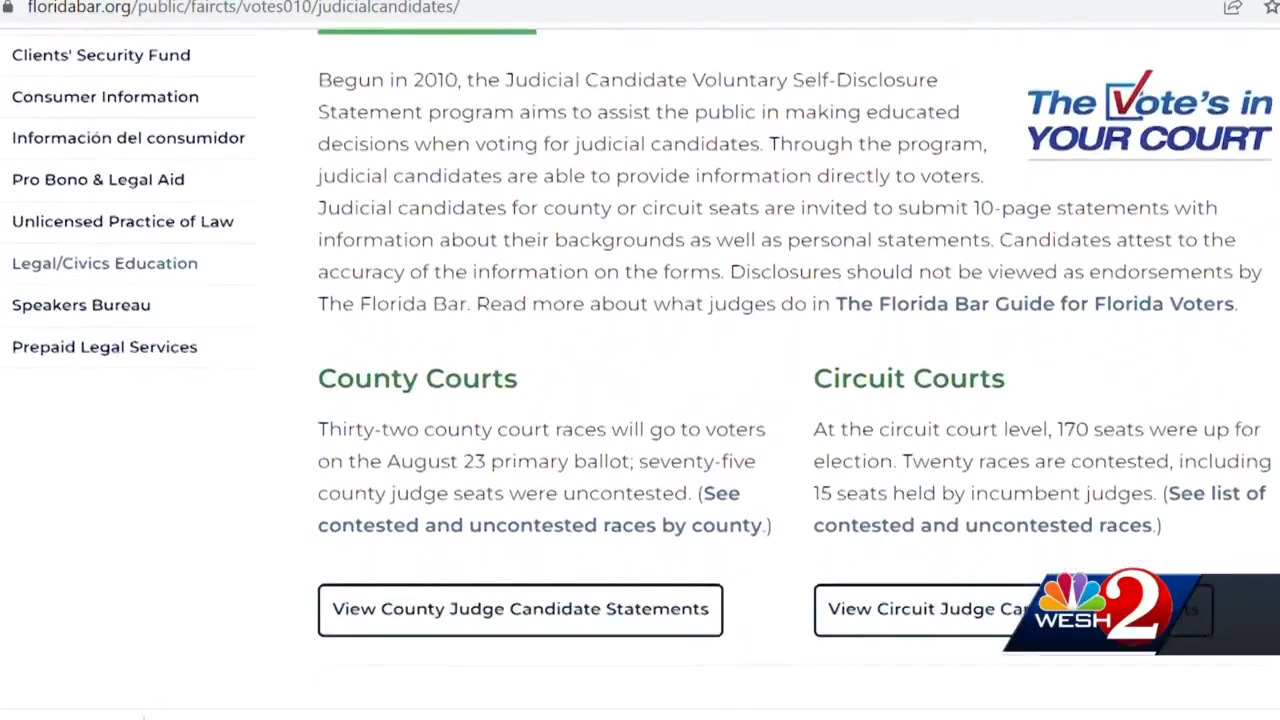 floridabar.org/public/faircts/votes010/judicialcandidates/
Clients' Security Fund
Consumer Information
Información del consumidor
Pro Bono & Legal Aid
Unlicensed Practice of Law
Legal/Civics Education
Speakers Bureau
Prepaid Legal Services
Begun in 2010, the Judicial Candidate Voluntary Self-Disclosure
Statement program aims to assist the public in making educated
decisions when voting for judicial candidates. Through the program,
judicial candidates are able to provide information directly to voters.
Judicial candidates for county or circuit seats are invited to submit 10-page statements with
information about their backgrounds as well as personal statements. Candidates attest to the
accuracy of the information on the forms. Disclosures should not be viewed as endorsements by
The Florida Bar. Read more about what judges do in The Florida Bar Guide for Florida Voters.
The Vote's in
YOUR COURT
County Courts
Thirty-two county court races will go to voters
on the August 23 primary ballot; seventy-five
county judge seats were uncontested. (See
contested and uncontested races by county.)
View County Judge Candidate Statements
Circuit Courts
At the circuit court level, 170 seats were up for
election. Twenty races are contested, including
15 seats held by incumbent judges. (See list of
contested and uncontested races.)
View Circuit Judge
WESH 2